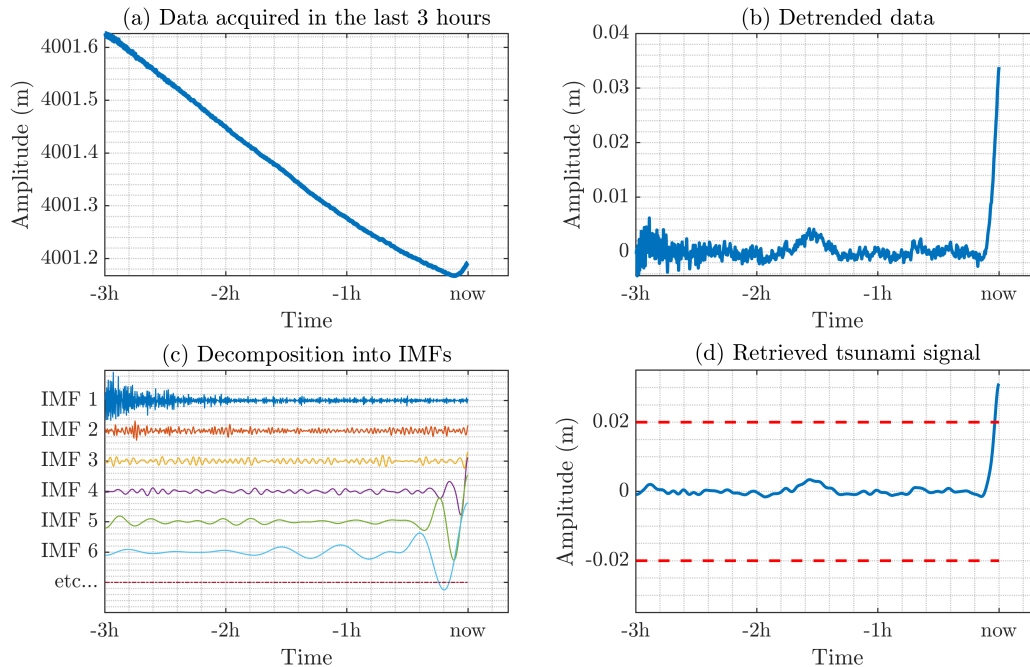 (a) Data acquired in the last 3 hours
4001.6
4001.5
4001.4
4001.3
4001.2
Amplitude (m)
-3h -2h -1h now
Time
(b) Detrended data
0.04
0.03
0.02
0.01
0
Amplitude (m)
-3h -2h -1h now
Time
(c) Decomposition into IMFs
IMF 1
IMF 2
IMF 3
IMF 4
IMF 5
IMF 6
etc...
-3h -2h -1h now
Time
(d) Retrieved tsunami signal
0.02
0
-0.02
Amplitude (m)
-3h -2h -1h now
Time